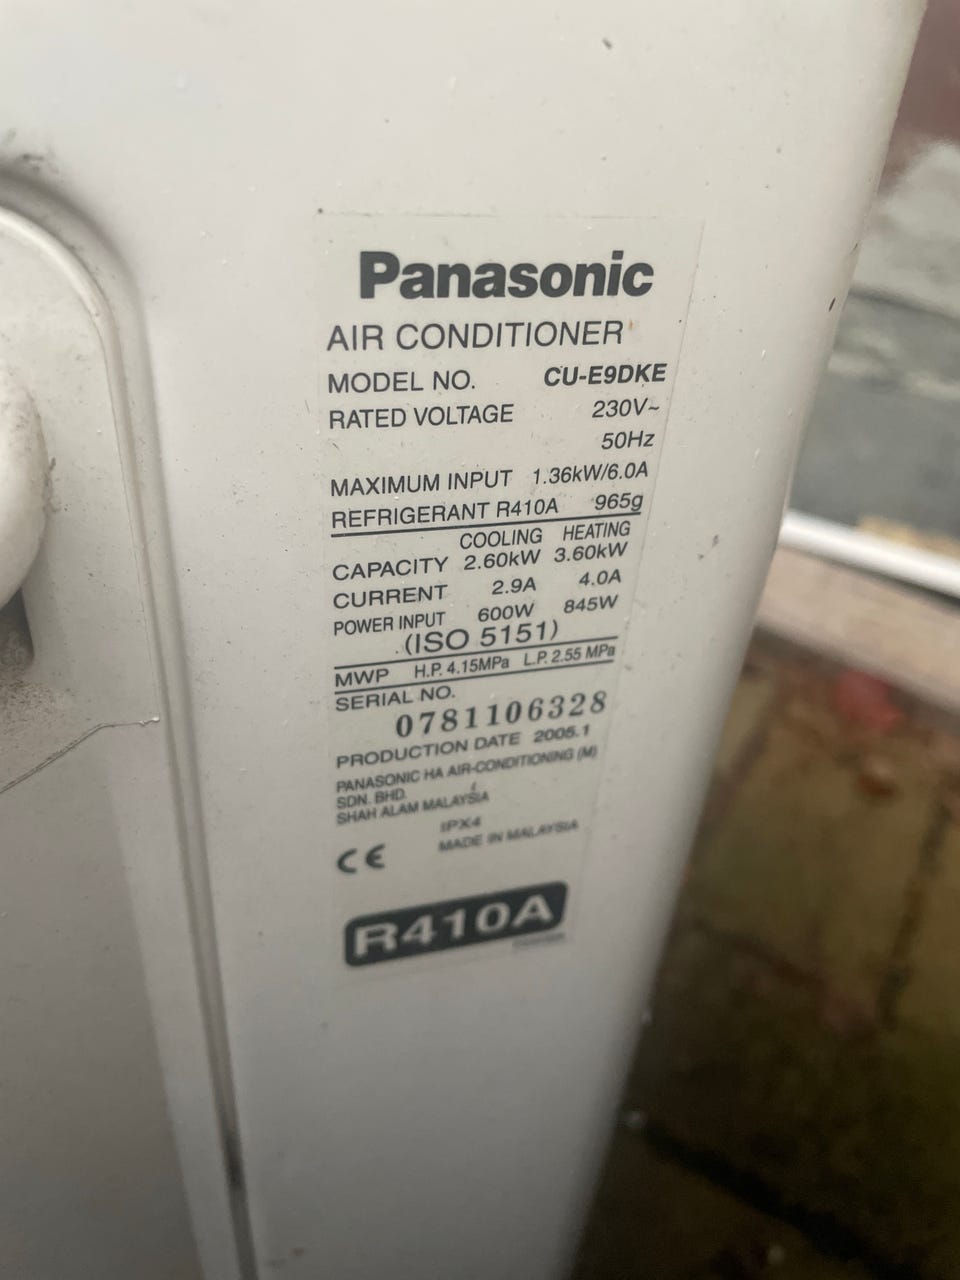 Panasonic
AIR CONDITIONER
MODEL NO. CU-E9DKE
RATED VOLTAGE 230V~
50Hz
MAXIMUM INPUT 1.36kW/6.0A
REFRIGERANT R410A 965g
COOLING HEATING
CAPACITY 2.60kW 3.60kW
CURRENT 2.9A 4.0A
POWER INPUT 600W 845W
(ISO 5151)
MWP H.P. 4.15MPa L.P. 2.55 MPa
SERIAL NO.
0781106328
PRODUCTION DATE 2005.1
PANASONIC HA AIR-CONDITIONING (M)
SDN. BHD.
SHAH ALAM MALAYSIA
IPX4
CE MADE IN MALAYSIA
R410A